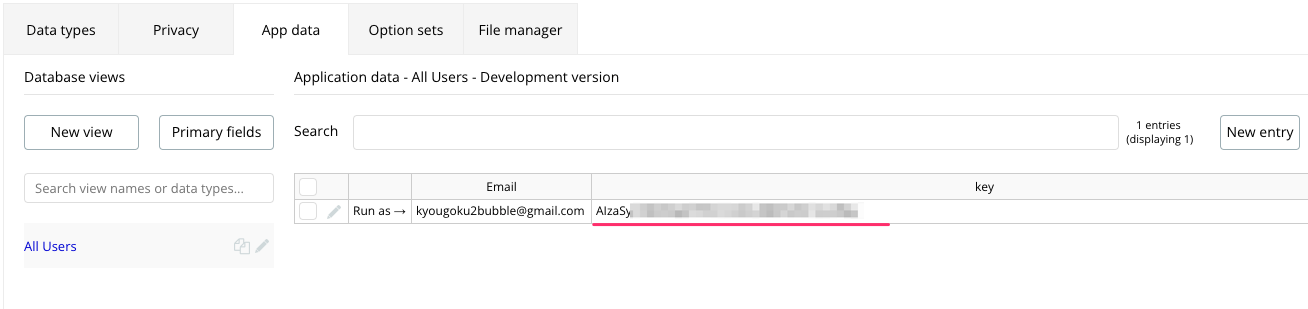 Data types Privacy App data Option sets File manager
Database views
Application data - All Users - Development version
New view Primary fields
Search
1 entries
(displaying 1)
New entry
Search view names or data types...
Email key
Run as → kyougoku2bubble@gmail.com AIzaSy
All Users